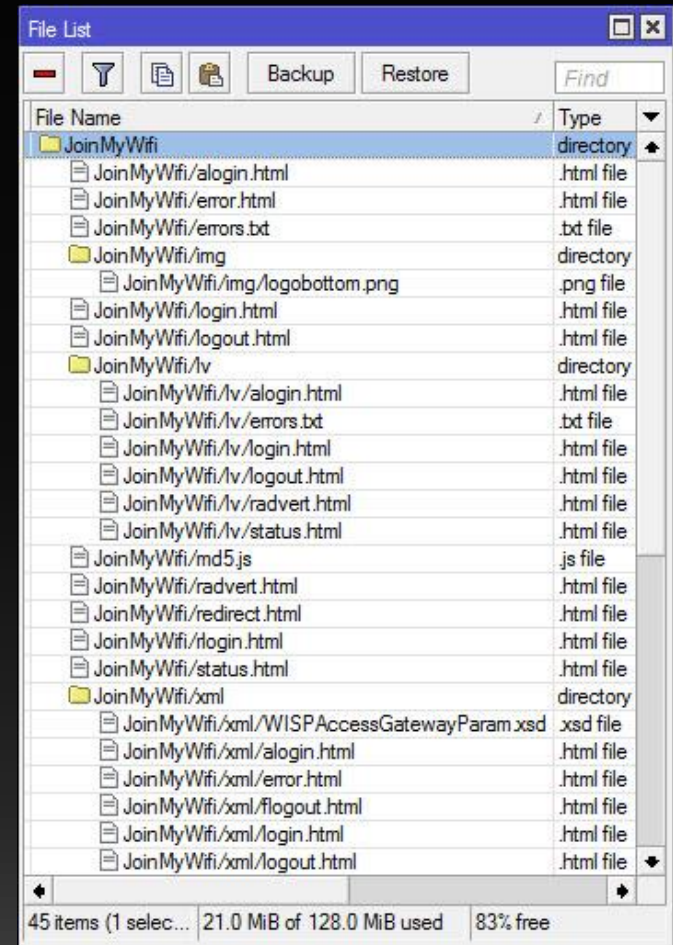 File List
Backup Restore Find
File Name Type
JoinMyWifi directory
JoinMyWifi/alogin.html .html file
JoinMyWifi/error.html .html file
JoinMyWifi/errors.txt .txt file
JoinMyWifi/img directory
JoinMyWifi/img/logobottom.png .png file
JoinMyWifi/login.html .html file
JoinMyWifi/logout.html .html file
JoinMyWifi/lv directory
JoinMyWifi/lv/alogin.html .html file
JoinMyWifi/lv/errors.txt .txt file
JoinMyWifi/lv/login.html .html file
JoinMyWifi/lv/logout.html .html file
JoinMyWifi/lv/radvert.html .html file
JoinMyWifi/lv/status.html .html file
JoinMyWifi/md5.js .js file
JoinMyWifi/radvert.html .html file
JoinMyWifi/redirect.html .html file
JoinMyWifi/rlogin.html .html file
JoinMyWifi/status.html .html file
JoinMyWifi/xml directory
JoinMyWifi/xml/WISPAccessGatewayParam.xsd .xsd file
JoinMyWifi/xml/alogin.html .html file
JoinMyWifi/xml/error.html .html file
JoinMyWifi/xml/flogout.html .html file
JoinMyWifi/xml/login.html .html file
JoinMyWifi/xml/logout.html .html file
45 items (1 selec... 21.0 MiB of 128.0 MiB used 83% free